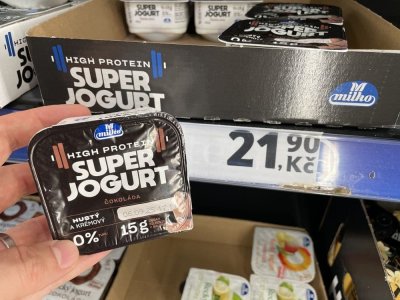 HIGH PROTEIN
SUPER
JOGURT
milko
21,90
Kč
milko
HIGH PROTEIN
SUPER
JOGURT
ČOKOLÁDA
HUSTÝ
A KRÉMOVÝ
0%
15g